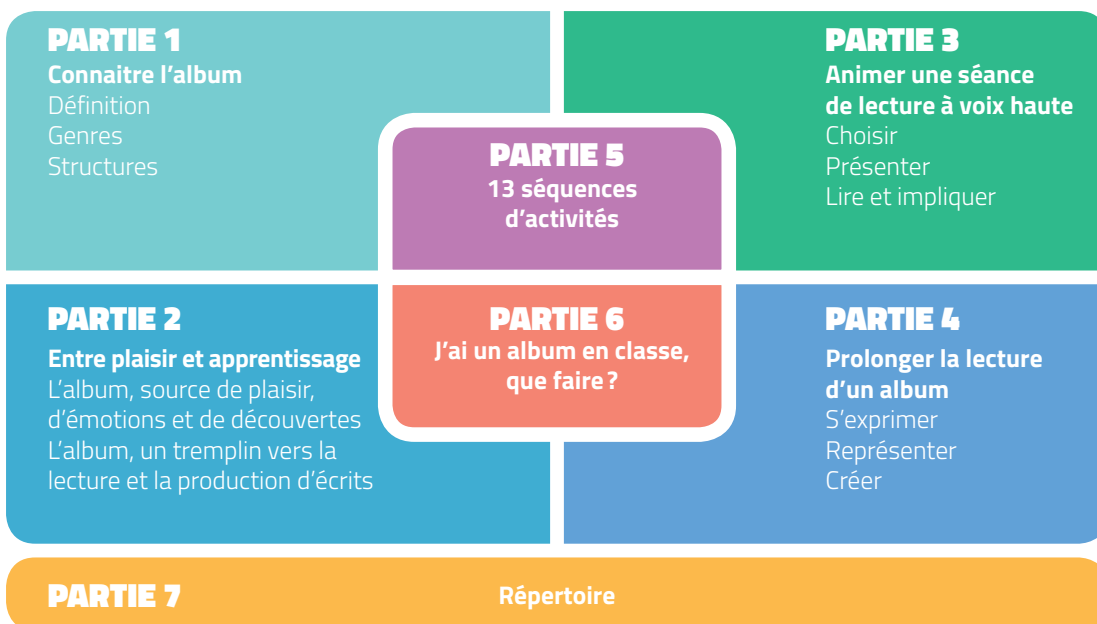 PARTIE 1
Connaitre l'album
Définition
Genres
Structures
PARTIE 2
Entre plaisir et apprentissage
L'album, source de plaisir,
d'émotions et de découvertes
L'album, un tremplin vers la
lecture et la production d'écrits
PARTIE 3
Animer une séance
de lecture à voix haute
Choisir
Présenter
Lire et impliquer
PARTIE 4
Prolonger la lecture
d'un album
S'exprimer
Représenter
Créer
PARTIE 5
13 séquences
d'activités
PARTIE 6
J'ai un album en classe,
que faire ?
PARTIE 7
Répertoire